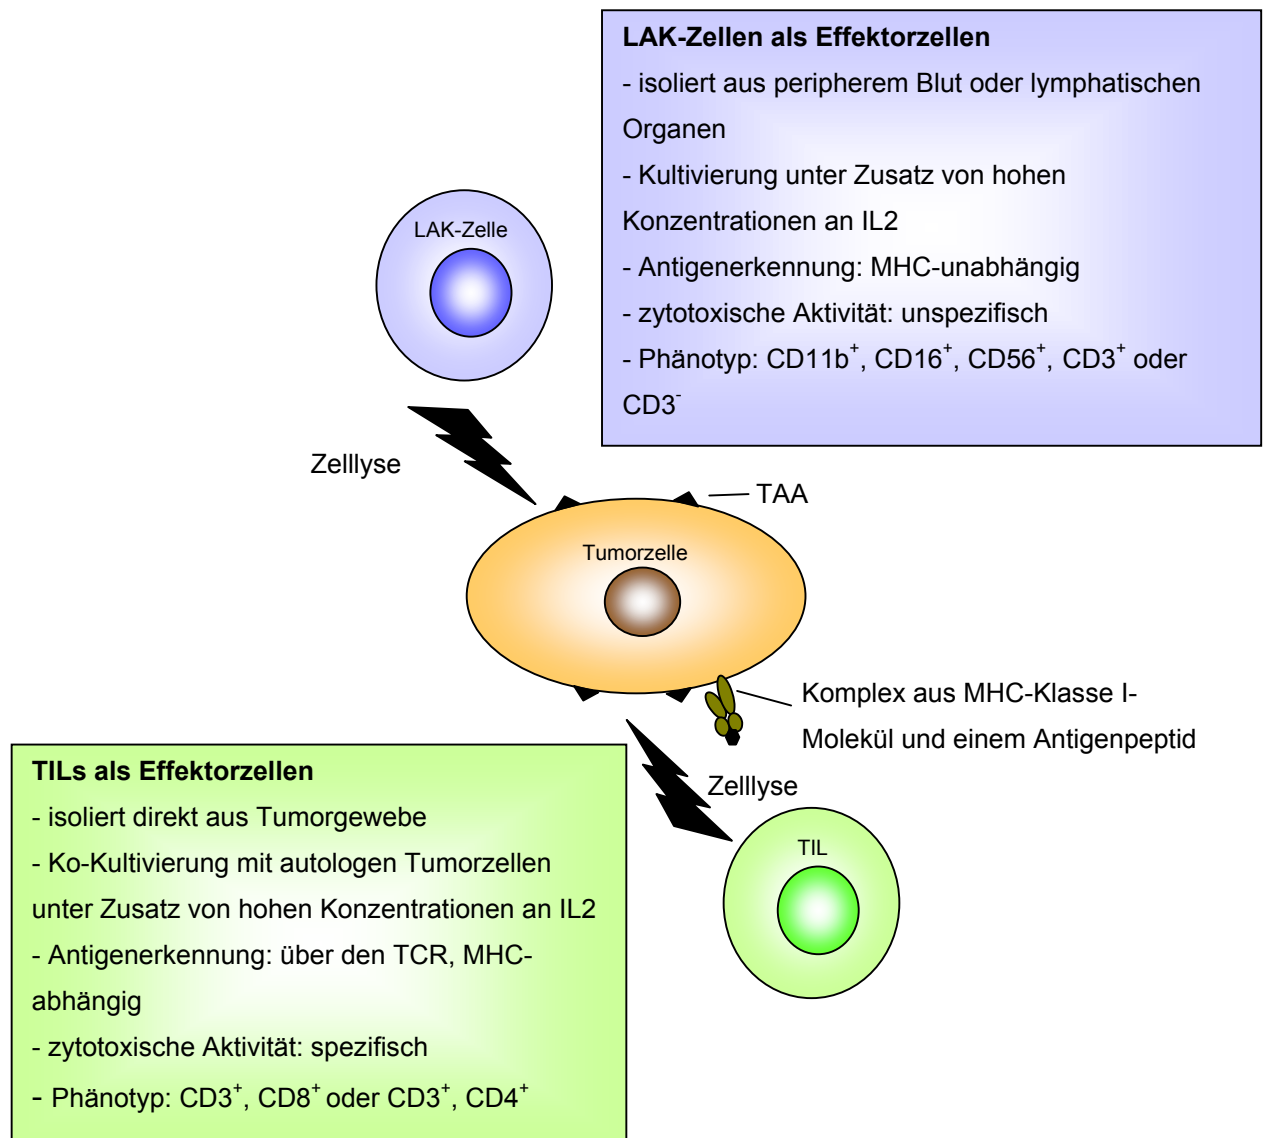 LAK-Zellen als Effektorzellen
- isoliert aus peripherem Blut oder lymphatischen
Organen
- Kultivierung unter Zusatz von hohen
Konzentrationen an IL2
- Antigenerkennung: MHC-unabhängig
- zytotoxische Aktivität: unspezifisch
- Phänotyp: CD11b⁺, CD16⁺, CD56⁺, CD3⁺ oder
CD3⁻
LAK-Zelle
Zelllyse
TAA
Tumorzelle
Komplex aus MHC-Klasse I-
Molekül und einem Antigenpeptid
Zelllyse
TIL
TILs als Effektorzellen
- isoliert direkt aus Tumorgewebe
- Ko-Kultivierung mit autologen Tumorzellen
unter Zusatz von hohen Konzentrationen an IL2
- Antigenerkennung: über den TCR, MHC-
abhängig
- zytotoxische Aktivität: spezifisch
- Phänotyp: CD3⁺, CD8⁺ oder CD3⁺, CD4⁺